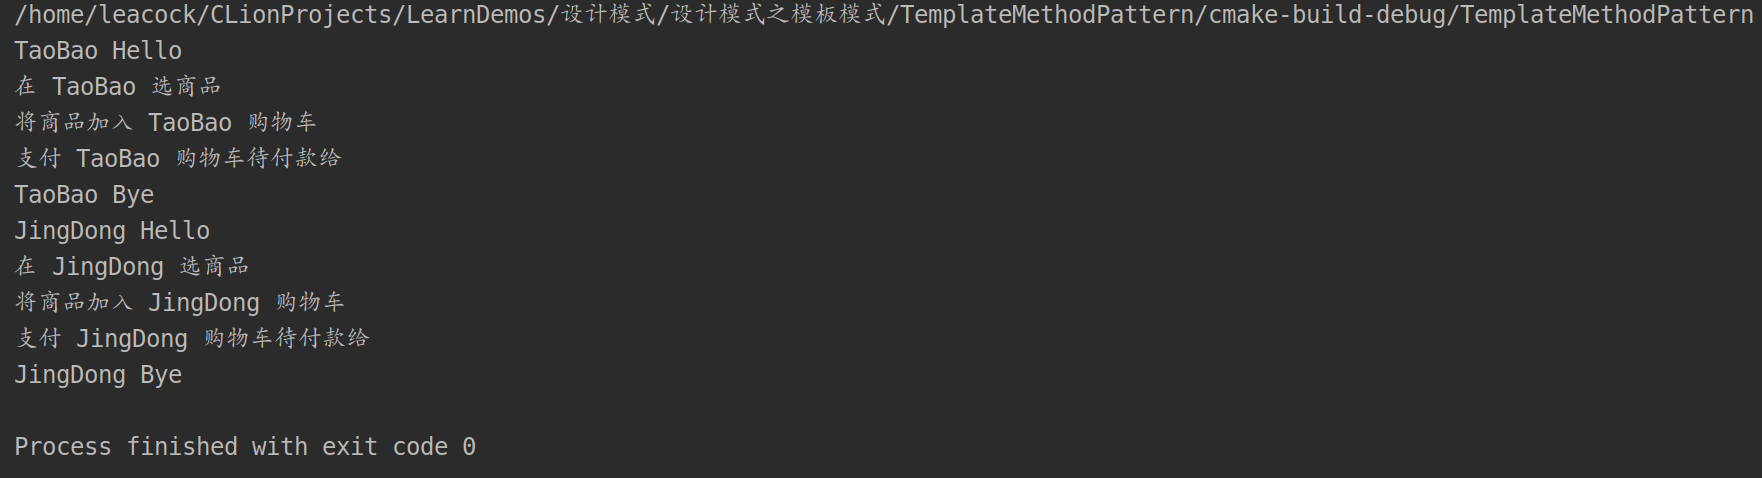 /home/leacock/CLionProjects/LearnDemos/设计模式/设计模式之模板模式/TemplateMethodPattern/cmake-build-debug/TemplateMethodPattern
TaoBao Hello
在 TaoBao 选商品
将商品加入 TaoBao 购物车
支付 TaoBao 购物车待付款给
TaoBao Bye
JingDong Hello
在 JingDong 选商品
将商品加入 JingDong 购物车
支付 JingDong 购物车待付款给
JingDong Bye
Process finished with exit code 0